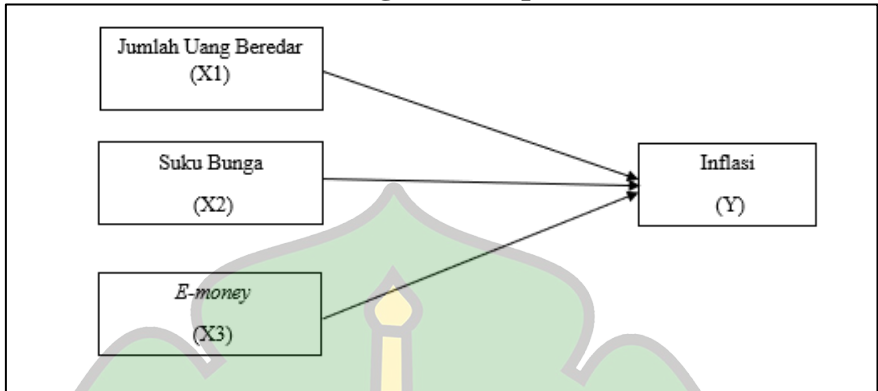 Jumlah Uang Beredar
(X1)
Suku Bunga
(X2)
E-money
(X3)
Inflasi
(Y)